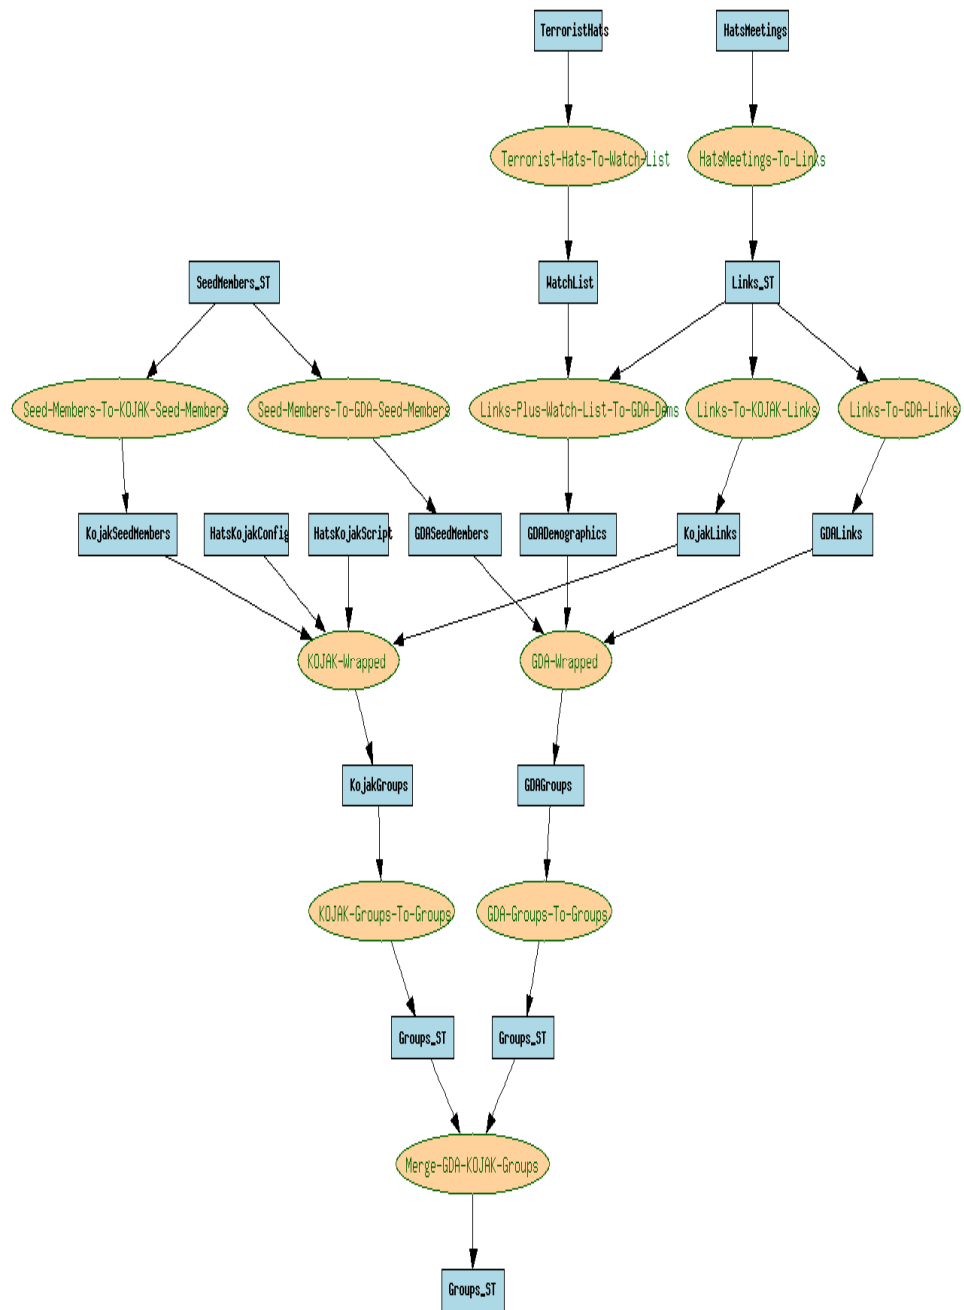 TerroristHats
HatsMeetings
Terrorist-Hats-To-Watch-List
HatsMeetings-To-Links
SeedMembers_ST
WatchList
Links_ST
Seed-Members-To-KOJAK-Seed-Members
Seed-Members-To-GDA-Seed-Members
Links-Plus-Watch-List-To-GDA-Dems
Links-To-KOJAK-Links
Links-To-GDA-Links
KojakSeedMembers
HatsKojakConfig
HatsKojakScript
GDASeedMembers
GDADemographics
KojakLinks
GDALinks
KOJAK-Wrapped
GDA-Wrapped
KojakGroups
GDAGroups
KOJAK-Groups-To-Groups
GDA-Groups-To-Groups
Groups_ST
Groups_ST
Merge-GDA-KOJAK-Groups
Groups_ST